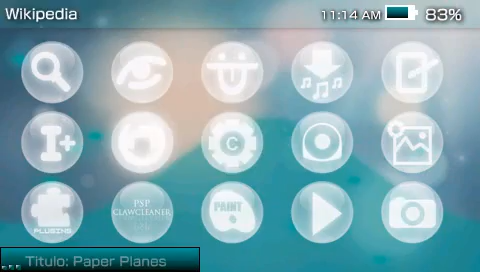 Wikipedia
11:14 AM 83%
I+
C
PLUGINS
PSP
CLAWCLEANER
PAINT
... Titulo: Paper Planes